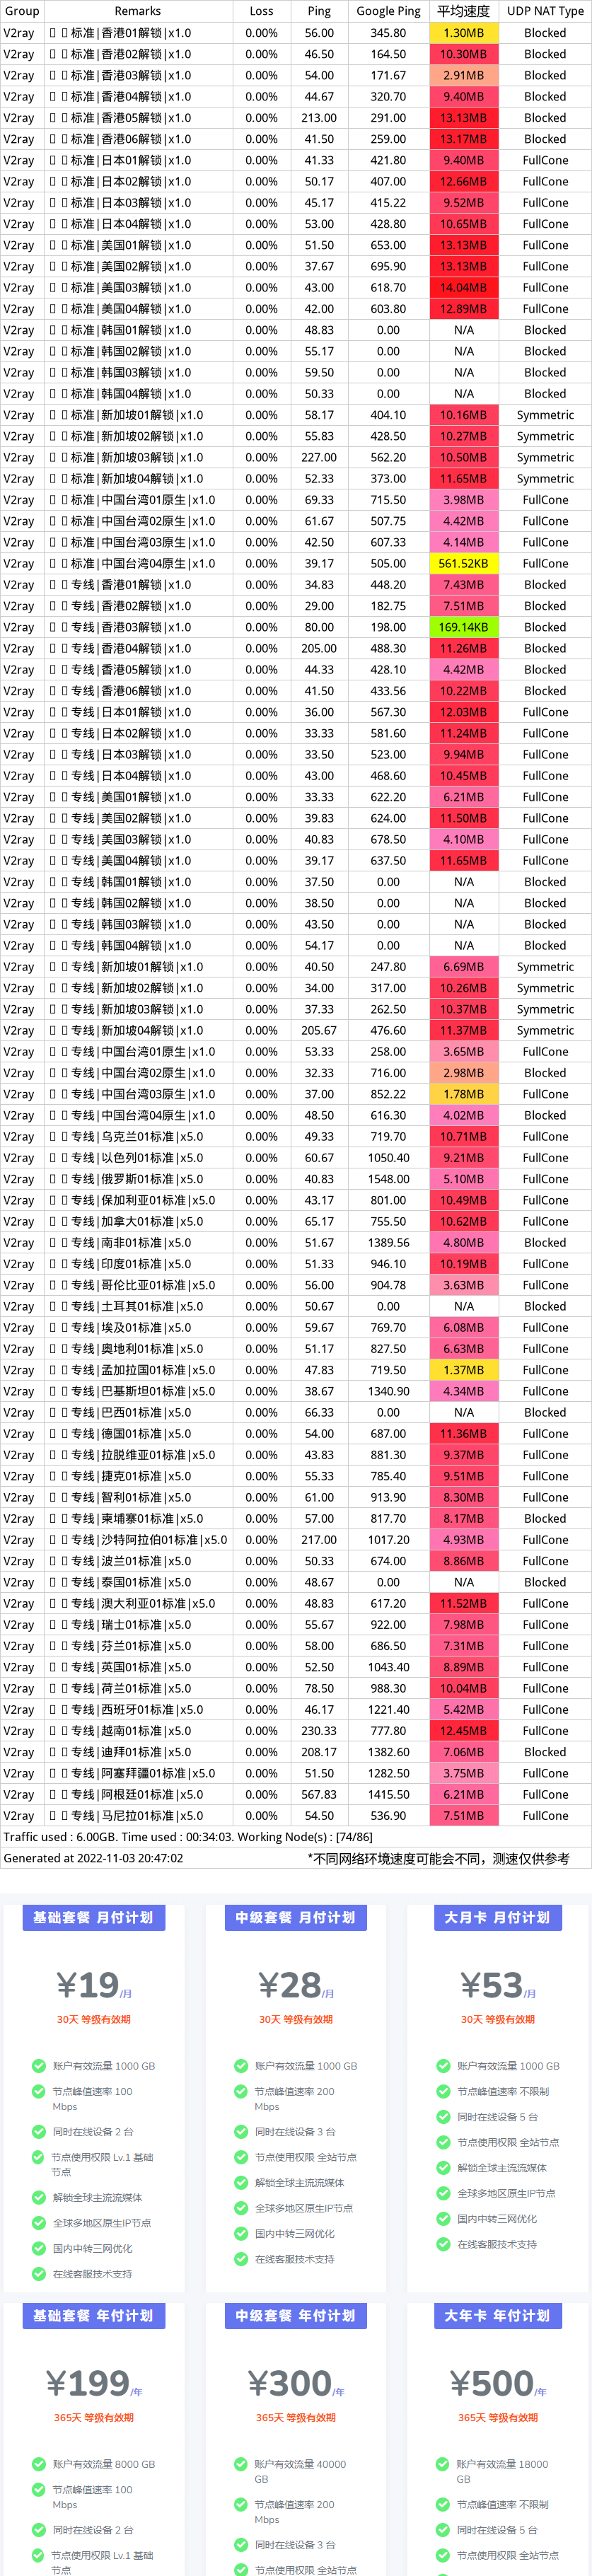 Group Remarks Loss Ping Google Ping 平均速度 UDP NAT Type
V2ray 标准|香港01解锁|x1.0 0.00% 56.00 345.80 1.30MB Blocked
V2ray 标准|香港02解锁|x1.0 0.00% 46.50 164.50 10.30MB Blocked
V2ray 标准|香港03解锁|x1.0 0.00% 54.00 171.67 2.91MB Blocked
V2ray 标准|香港04解锁|x1.0 0.00% 44.67 320.70 9.40MB Blocked
V2ray 标准|香港05解锁|x1.0 0.00% 213.00 291.00 13.13MB Blocked
V2ray 标准|香港06解锁|x1.0 0.00% 41.50 259.00 13.17MB Blocked
V2ray 标准|日本01解锁|x1.0 0.00% 41.33 421.80 9.40MB FullCone
V2ray 标准|日本02解锁|x1.0 0.00% 50.17 407.00 12.66MB FullCone
V2ray 标准|日本03解锁|x1.0 0.00% 45.17 415.22 9.52MB FullCone
V2ray 标准|日本04解锁|x1.0 0.00% 53.00 428.80 10.65MB FullCone
V2ray 标准|美国01解锁|x1.0 0.00% 51.50 653.00 13.13MB FullCone
V2ray 标准|美国02解锁|x1.0 0.00% 37.67 695.90 13.13MB FullCone
V2ray 标准|美国03解锁|x1.0 0.00% 43.00 618.70 14.04MB FullCone
V2ray 标准|美国04解锁|x1.0 0.00% 42.00 603.80 12.89MB FullCone
V2ray 标准|韩国01解锁|x1.0 0.00% 48.83 0.00 N/A Blocked
V2ray 标准|韩国02解锁|x1.0 0.00% 55.17 0.00 N/A Blocked
V2ray 标准|韩国03解锁|x1.0 0.00% 59.50 0.00 N/A Blocked
V2ray 标准|韩国04解锁|x1.0 0.00% 50.33 0.00 N/A Blocked
V2ray 标准|新加坡01解锁|x1.0 0.00% 58.17 404.10 10.16MB Symmetric
V2ray 标准|新加坡02解锁|x1.0 0.00% 55.83 428.50 10.27MB Symmetric
V2ray 标准|新加坡03解锁|x1.0 0.00% 227.00 562.20 10.50MB Symmetric
V2ray 标准|新加坡04解锁|x1.0 0.00% 52.33 373.00 11.65MB Symmetric
V2ray 标准|中国台湾01原生|x1.0 0.00% 69.33 715.50 3.98MB FullCone
V2ray 标准|中国台湾02原生|x1.0 0.00% 61.67 507.75 4.42MB FullCone
V2ray 标准|中国台湾03原生|x1.0 0.00% 42.50 607.33 4.14MB FullCone
V2ray 标准|中国台湾04原生|x1.0 0.00% 39.17 505.00 561.52KB FullCone
V2ray 专线|香港01解锁|x1.0 0.00% 34.83 448.20 7.43MB Blocked
V2ray 专线|香港02解锁|x1.0 0.00% 29.00 182.75 7.51MB Blocked
V2ray 专线|香港03解锁|x1.0 0.00% 80.00 198.00 169.14KB Blocked
V2ray 专线|香港04解锁|x1.0 0.00% 205.00 488.30 11.26MB Blocked
V2ray 专线|香港05解锁|x1.0 0.00% 44.33 428.10 4.42MB Blocked
V2ray 专线|香港06解锁|x1.0 0.00% 41.50 433.56 10.22MB Blocked
V2ray 专线|日本01解锁|x1.0 0.00% 36.00 567.30 12.03MB FullCone
V2ray 专线|日本02解锁|x1.0 0.00% 33.33 581.60 11.24MB FullCone
V2ray 专线|日本03解锁|x1.0 0.00% 33.50 523.00 9.94MB FullCone
V2ray 专线|日本04解锁|x1.0 0.00% 43.00 468.60 10.45MB FullCone
V2ray 专线|美国01解锁|x1.0 0.00% 33.33 622.20 6.21MB FullCone
V2ray 专线|美国02解锁|x1.0 0.00% 39.83 624.00 11.50MB FullCone
V2ray 专线|美国03解锁|x1.0 0.00% 40.83 678.50 4.10MB FullCone
V2ray 专线|美国04解锁|x1.0 0.00% 39.17 637.50 11.65MB FullCone
V2ray 专线|韩国01解锁|x1.0 0.00% 37.50 0.00 N/A Blocked
V2ray 专线|韩国02解锁|x1.0 0.00% 38.50 0.00 N/A Blocked
V2ray 专线|韩国03解锁|x1.0 0.00% 43.50 0.00 N/A Blocked
V2ray 专线|韩国04解锁|x1.0 0.00% 54.17 0.00 N/A Blocked
V2ray 专线|新加坡01解锁|x1.0 0.00% 40.50 247.80 6.69MB Symmetric
V2ray 专线|新加坡02解锁|x1.0 0.00% 34.00 317.00 10.26MB Symmetric
V2ray 专线|新加坡03解锁|x1.0 0.00% 37.33 262.50 10.37MB Symmetric
V2ray 专线|新加坡04解锁|x1.0 0.00% 205.67 476.60 11.37MB Symmetric
V2ray 专线|中国台湾01原生|x1.0 0.00% 53.33 258.00 3.65MB FullCone
V2ray 专线|中国台湾02原生|x1.0 0.00% 32.33 716.00 2.98MB Blocked
V2ray 专线|中国台湾03原生|x1.0 0.00% 37.00 852.22 1.78MB FullCone
V2ray 专线|中国台湾04原生|x1.0 0.00% 48.50 616.30 4.02MB Blocked
V2ray 专线|乌克兰01标准|x5.0 0.00% 49.33 719.70 10.71MB FullCone
V2ray 专线|以色列01标准|x5.0 0.00% 60.67 1050.40 9.21MB FullCone
V2ray 专线|俄罗斯01标准|x5.0 0.00% 40.83 1548.00 5.10MB FullCone
V2ray 专线|保加利亚01标准|x5.0 0.00% 43.17 801.00 10.49MB FullCone
V2ray 专线|加拿大01标准|x5.0 0.00% 65.17 755.50 10.62MB FullCone
V2ray 专线|南非01标准|x5.0 0.00% 51.67 1389.56 4.80MB Blocked
V2ray 专线|印度01标准|x5.0 0.00% 51.33 946.10 10.19MB FullCone
V2ray 专线|哥伦比亚01标准|x5.0 0.00% 56.00 904.78 3.63MB FullCone
V2ray 专线|土耳其01标准|x5.0 0.00% 50.67 0.00 N/A Blocked
V2ray 专线|埃及01标准|x5.0 0.00% 59.67 769.70 6.08MB FullCone
V2ray 专线|奥地利01标准|x5.0 0.00% 51.17 827.50 6.63MB FullCone
V2ray 专线|孟加拉国01标准|x5.0 0.00% 47.83 719.50 1.37MB FullCone
V2ray 专线|巴基斯坦01标准|x5.0 0.00% 38.67 1340.90 4.34MB FullCone
V2ray 专线|巴西01标准|x5.0 0.00% 66.33 0.00 N/A Blocked
V2ray 专线|德国01标准|x5.0 0.00% 54.00 687.00 11.36MB FullCone
V2ray 专线|拉脱维亚01标准|x5.0 0.00% 43.83 881.30 9.37MB FullCone
V2ray 专线|捷克01标准|x5.0 0.00% 55.33 785.40 9.51MB FullCone
V2ray 专线|智利01标准|x5.0 0.00% 61.00 913.90 8.30MB FullCone
V2ray 专线|柬埔寨01标准|x5.0 0.00% 57.00 817.70 8.17MB Blocked
V2ray 专线|沙特阿拉伯01标准|x5.0 0.00% 217.00 1017.20 4.93MB FullCone
V2ray 专线|波兰01标准|x5.0 0.00% 50.33 674.00 8.86MB FullCone
V2ray 专线|泰国01标准|x5.0 0.00% 48.67 0.00 N/A Blocked
V2ray 专线|澳大利亚01标准|x5.0 0.00% 48.83 617.20 11.52MB FullCone
V2ray 专线|瑞士01标准|x5.0 0.00% 55.67 922.00 7.98MB FullCone
V2ray 专线|芬兰01标准|x5.0 0.00% 58.00 686.50 7.31MB FullCone
V2ray 专线|英国01标准|x5.0 0.00% 52.50 1043.40 8.89MB FullCone
V2ray 专线|荷兰01标准|x5.0 0.00% 78.50 988.30 10.04MB FullCone
V2ray 专线|西班牙01标准|x5.0 0.00% 46.17 1221.40 5.42MB FullCone
V2ray 专线|越南01标准|x5.0 0.00% 230.33 777.80 12.45MB FullCone
V2ray 专线|迪拜01标准|x5.0 0.00% 208.17 1382.60 7.06MB Blocked
V2ray 专线|阿塞拜疆01标准|x5.0 0.00% 51.50 1282.50 3.75MB FullCone
V2ray 专线|阿根廷01标准|x5.0 0.00% 567.83 1415.50 6.21MB FullCone
V2ray 专线|马尼拉01标准|x5.0 0.00% 54.50 536.90 7.51MB FullCone
Traffic used : 6.00GB. Time used : 00:34:03. Working Node(s) : [74/86]
Generated at 2022-11-03 20:47:02 *不同网络环境速度可能会不同，测速仅供参考
基础套餐 月付计划
¥19/月
30天 等级有效期
账户有效流量 1000 GB
节点峰值速率 100
Mbps
同时在线设备 2 台
节点使用权限 Lv.1 基础
节点
解锁全球主流流媒体
全球多地区原生IP节点
国内中转三网优化
在线客服技术支持
中级套餐 月付计划
¥28/月
30天 等级有效期
账户有效流量 1000 GB
节点峰值速率 200
Mbps
同时在线设备 3 台
节点使用权限 全站节点
解锁全球主流流媒体
全球多地区原生IP节点
国内中转三网优化
在线客服技术支持
大月卡 月付计划
¥53/月
30天 等级有效期
账户有效流量 1000 GB
节点峰值速率 不限制
同时在线设备 5 台
节点使用权限 全站节点
解锁全球主流流媒体
全球多地区原生IP节点
国内中转三网优化
在线客服技术支持
基础套餐 年付计划
¥199/年
365天 等级有效期
账户有效流量 8000 GB
节点峰值速率 100
Mbps
同时在线设备 2 台
节点使用权限 Lv.1 基础
节点
中级套餐 年付计划
¥300/年
365天 等级有效期
账户有效流量 40000
GB
节点峰值速率 200
Mbps
同时在线设备 3 台
节点使用权限 全站节点
大年卡 年付计划
¥500/年
365天 等级有效期
账户有效流量 18000
GB
节点峰值速率 不限制
同时在线设备 5 台
节点使用权限 全站节点